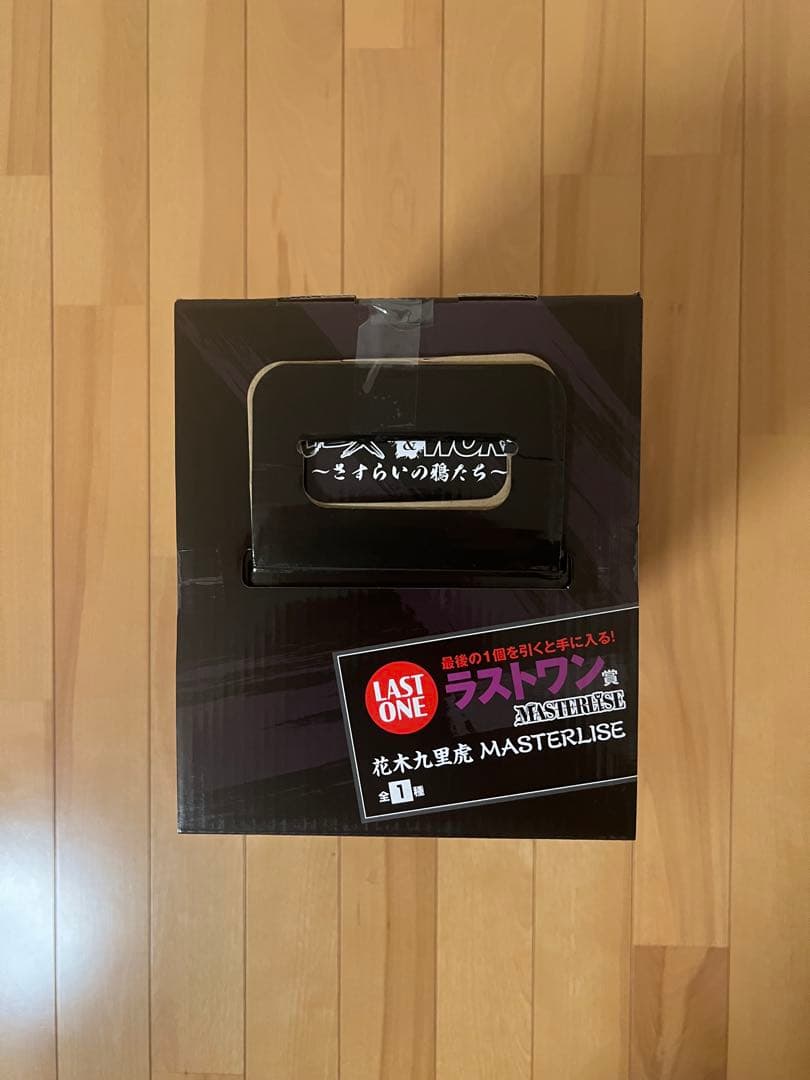 &
～さすらいの鴉たち～
最後の1個を引くと手に入る!
LAST
ONE
ラストワン賞
MASTERLISE
花木九里虎 MASTERLISE
全1種